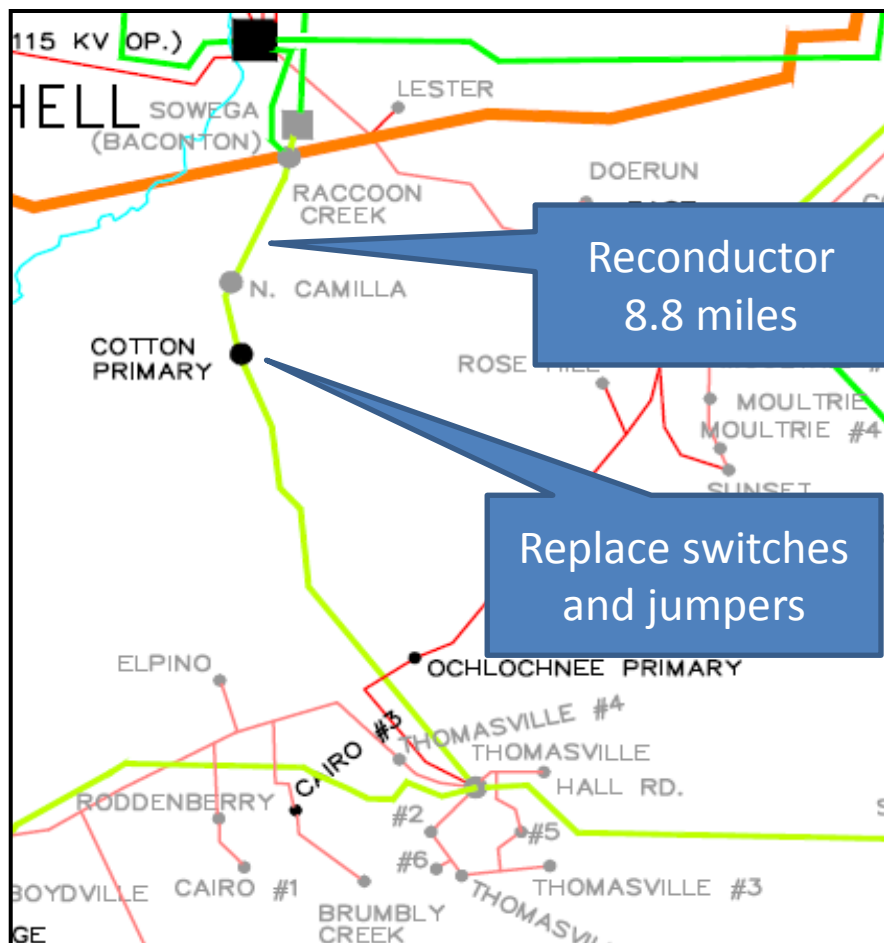 115 KV OP.)
HELL
SOWEGA
(BACONTON)
LESTER
RACCOON
CREEK
DOERUN
Reconductor
8.8 miles
N. CAMILLA
COTTON
PRIMARY
MOULTRIE
MOULTRIE #4
SUNSET
Replace switches
and jumpers
ELPINO
OCHLOCHNEE PRIMARY
CAIRO #3
THOMASVILLE #4
THOMASVILLE
HALL RD.
RODDENBERRY
#2
#5
#6
BOYDVILLE
CAIRO #1
BRUMBLY
CREEK
THOMASVILLE #3
GE